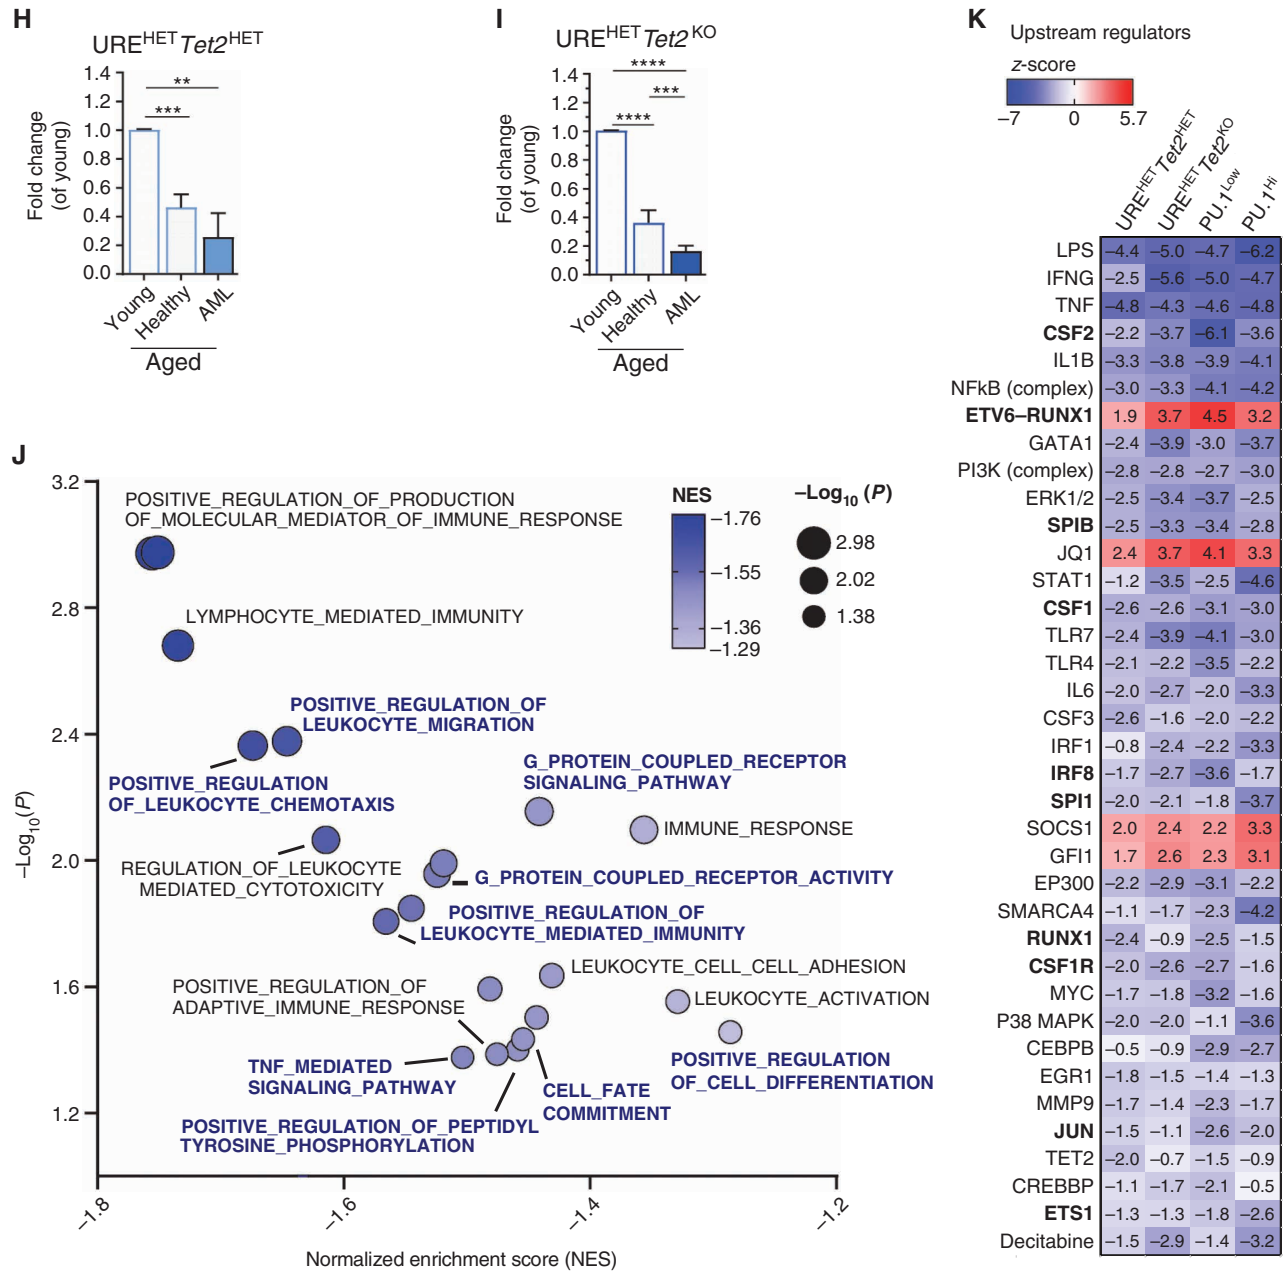 H
URE^HET Tet2^HET
1.4
1.2
1.0
0.8
0.6
0.4
0.2
0.0
Fold change
(of young)
**
***
Young
Healthy
AML
Aged
I
URE^HET Tet2^KO
1.4
1.2
1.0
0.8
0.6
0.4
0.2
0.0
Fold change
(of young)
****
***
****
Young
Healthy
AML
Aged
J
3.2
2.8
2.4
2.0
1.6
1.2
–Log10(P)
POSITIVE_REGULATION_OF_PRODUCTION
OF_MOLECULAR_MEDIATOR_OF_IMMUNE_RESPONSE
LYMPHOCYTE_MEDIATED_IMMUNITY
POSITIVE_REGULATION_OF
LEUKOCYTE_MIGRATION
POSITIVE_REGULATION
OF_LEUKOCYTE_CHEMOTAXIS
G_PROTEIN_COUPLED_RECEPTOR
SIGNALING_PATHWAY
IMMUNE_RESPONSE
REGULATION_OF_LEUKOCYTE
MEDIATED_CYTOTOXICITY
G_PROTEIN_COUPLED_RECEPTOR_ACTIVITY
POSITIVE_REGULATION_OF
LEUKOCYTE_MEDIATED_IMMUNITY
LEUKOCYTE_CELL_CELL_ADHESION
POSITIVE_REGULATION_OF
ADAPTIVE_IMMUNE_RESPONSE
LEUKOCYTE_ACTIVATION
TNF_MEDIATED
SIGNALING_PATHWAY
CELL_FATE
COMMITMENT
POSITIVE_REGULATION
OF_CELL_DIFFERENTIATION
POSITIVE_REGULATION_OF_PEPTIDYL
TYROSINE_PHOSPHORYLATION
NES
–1.76
–1.55
–1.36
–1.29
–Log10 (P)
2.98
2.02
1.38
–1.8
–1.6
–1.4
–1.2
Normalized enrichment score (NES)
K
Upstream regulators
z-score
–7 0 5.7
URE^HET Tet2^HET
URE^HET Tet2^KO
PU.1^Low
PU.1^Hi
LPS –4.4 –5.0 –4.7 –6.2
IFNG –2.5 –5.6 –5.0 –4.7
TNF –4.8 –4.3 –4.6 –4.8
CSF2 –2.2 –3.7 –6.1 –3.6
IL1B –3.3 –3.8 –3.9 –4.1
NFkB (complex) –3.0 –3.3 –4.1 –4.2
ETV6–RUNX1 1.9 3.7 4.5 3.2
GATA1 –2.4 –3.9 -3.0 –3.7
PI3K (complex) –2.8 –2.8 –2.7 –3.0
ERK1/2 –2.5 –3.4 –3.7 –2.5
SPIB –2.5 –3.3 –3.4 –2.8
JQ1 2.4 3.7 4.1 3.3
STAT1 –1.2 –3.5 –2.5 –4.6
CSF1 –2.6 –2.6 –3.1 –3.0
TLR7 –2.4 –3.9 –4.1 –3.0
TLR4 –2.1 –2.2 –3.5 –2.2
IL6 –2.0 –2.7 –2.0 –3.3
CSF3 –2.6 –1.6 –2.0 –2.2
IRF1 –0.8 –2.4 –2.2 –3.3
IRF8 –1.7 –2.7 –3.6 –1.7
SPI1 –2.0 –2.1 –1.8 –3.7
SOCS1 2.0 2.4 2.2 3.3
GFI1 1.7 2.6 2.3 3.1
EP300 –2.2 –2.9 –3.1 –2.2
SMARCA4 –1.1 –1.7 –2.3 –4.2
RUNX1 –2.4 –0.9 –2.5 –1.5
CSF1R –2.0 –2.6 –2.7 –1.6
MYC –1.7 –1.8 –3.2 –1.6
P38 MAPK –2.0 –2.0 –1.1 –3.6
CEBPB –0.5 –0.9 –2.9 –2.7
EGR1 –1.8 –1.5 –1.4 –1.3
MMP9 –1.7 –1.4 –2.3 –1.7
JUN –1.5 –1.1 –2.6 –2.0
TET2 –2.0 –0.7 –1.5 –0.9
CREBBP –1.1 –1.7 –2.1 –0.5
ETS1 –1.3 –1.3 –1.8 –2.6
Decitabine –1.5 –2.9 –1.4 –3.2